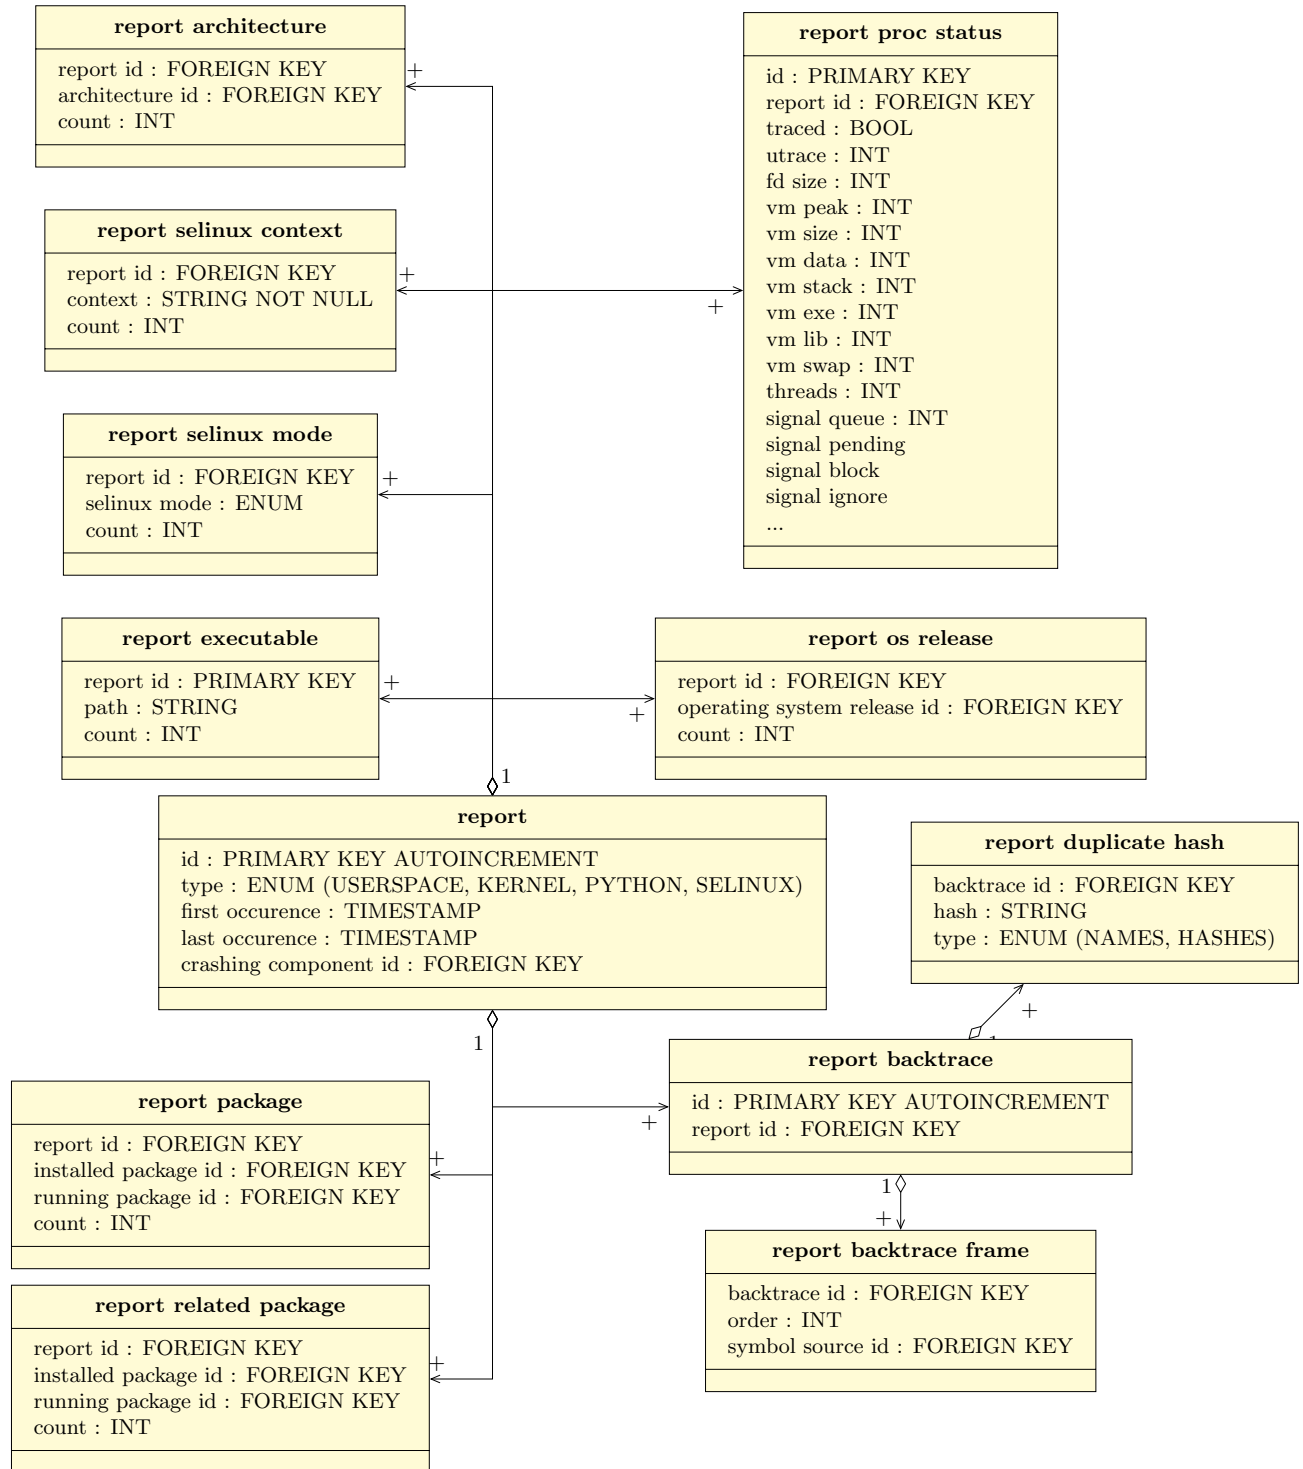 report architecture
report id : FOREIGN KEY
architecture id : FOREIGN KEY
count : INT
+
report proc status
id : PRIMARY KEY
report id : FOREIGN KEY
traced : BOOL
utrace : INT
fd size : INT
vm peak : INT
vm size : INT
vm data : INT
vm stack : INT
vm exe : INT
vm lib : INT
vm swap : INT
threads : INT
signal queue : INT
signal pending
signal block
signal ignore
...
+
report selinux context
report id : FOREIGN KEY
context : STRING NOT NULL
count : INT
+
report selinux mode
report id : FOREIGN KEY
selinux mode : ENUM
count : INT
+
report executable
report id : PRIMARY KEY
path : STRING
count : INT
+
report os release
report id : FOREIGN KEY
operating system release id : FOREIGN KEY
count : INT
+
1
report
id : PRIMARY KEY AUTOINCREMENT
type : ENUM (USERSPACE, KERNEL, PYTHON, SELINUX)
first occurence : TIMESTAMP
last occurence : TIMESTAMP
crashing component id : FOREIGN KEY
1
report duplicate hash
backtrace id : FOREIGN KEY
hash : STRING
type : ENUM (NAMES, HASHES)
+
report backtrace
id : PRIMARY KEY AUTOINCREMENT
report id : FOREIGN KEY
+
1
+
report package
report id : FOREIGN KEY
installed package id : FOREIGN KEY
running package id : FOREIGN KEY
count : INT
+
report backtrace frame
backtrace id : FOREIGN KEY
order : INT
symbol source id : FOREIGN KEY
report related package
report id : FOREIGN KEY
installed package id : FOREIGN KEY
running package id : FOREIGN KEY
count : INT
+